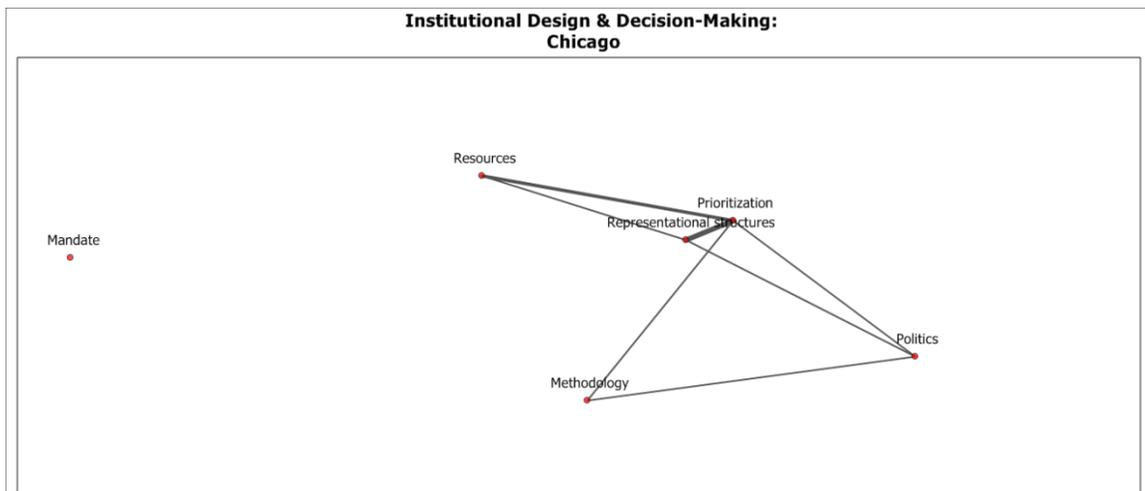 Institutional Design & Decision-Making:
Chicago
Resources
Prioritization
Representational structures
Mandate
Politics
Methodology